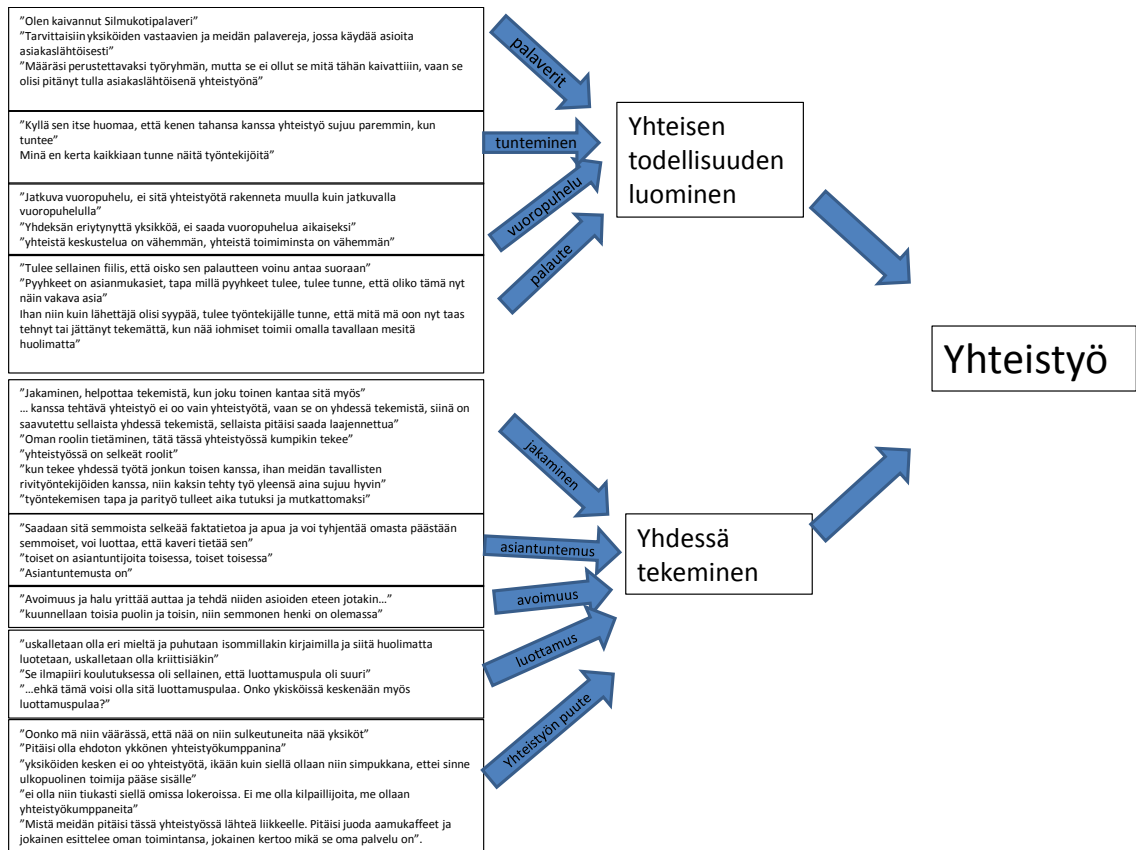 ”Olen kaivannut Silmukotipalaveri”
”Tarvittaisiin yksiköiden vastaavien ja meidän palavereja, jossa käydää asioita
asiakaslähtöisesti”
”Määräsi perustettavaksi työryhmän, mutta se ei ollut se mitä tähän kaivattiiin, vaan se
olisi pitänyt tulla asiakaslähtöisenä yhteistyönä”
palaverit
”Kyllä sen itse huomaa, että kenen tahansa kanssa yhteistyö sujuu paremmin, kun
tuntee”
Minä en kerta kaikkiaan tunne näitä työntekijöitä”
tunteminen
”Jatkuva vuoropuhelu, ei sitä yhteistyötä rakenneta muulla kuin jatkuvalla
vuoropuhelulla”
”Yhdeksän eriytynyttä yksikköä, ei saada vuoropuhelua aikaiseksi”
”yhteistä keskustelua on vähemmän, yhteistä toimiminsta on vähemmän”
vuoropuhelu
”Tulee sellainen fiilis, että oisko sen palautteen voinu antaa suoraan”
”Pyyhkeet on asianmukasiet, tapa millä pyyhkeet tulee, tulee tunne, että oliko tämä nyt
näin vakava asia”
Ihan niin kuin lähettäjä olisi syypää, tulee työntekijälle tunne, että mitä mä oon nyt taas
tehnyt tai jättänyt tekemättä, kun nää iohmiset toimii omalla tavallaan mesitä
huolimatta”
palaute
Yhteisen
todellisuuden
luominen
Yhteistyö
”Jakaminen, helpottaa tekemistä, kun joku toinen kantaa sitä myös”
… kanssa tehtävä yhteistyö ei oo vain yhteistyötä, vaan se on yhdessä tekemistä, siinä on
saavutettu sellaista yhdessä tekemistä, sellaista pitäisi saada laajennettua”
”Oman roolin tietäminen, tätä tässä yhteistyössä kumpikin tekee”
”yhteistyössä on selkeät roolit”
”kun tekee yhdessä työtä jonkun toisen kanssa, ihan meidän tavallisten
rivityöntekijöiden kanssa, niin kaksin tehty työ yleensä aina sujuu hyvin”
”työntekemisen tapa ja parityö tulleet aika tutuksi ja mutkattomaksi”
jakaminen
”Saadaan sitä semmoista selkeää faktatietoa ja apua ja voi tyhjentää omasta päästään
semmoiset, voi luottaa, että kaveri tietää sen”
”toiset on asiantuntijoita toisessa, toiset toisessa”
”Asiantuntemusta on”
asiantuntemus
”Avoimuus ja halu yrittää auttaa ja tehdä niiden asioiden eteen jotakin…”
”kuunnellaan toisia puolin ja toisin, niin semmonen henki on olemassa”
avoimuus
”uskalletaan olla eri mieltä ja puhutaan isommillakin kirjaimilla ja siitä huolimatta
luotetaan, uskalletaan olla kriittisiäkin”
”Se ilmapiiri koulutuksessa oli sellainen, että luottamuspula oli suuri”
”…ehkä tämä voisi olla sitä luottamuspulaa. Onko ykisköissä keskenään myös
luottamuspulaa?”
luottamus
”Oonko mä niin väärässä, että nää on niin sulkeutuneita nää yksiköt”
”Pitäisi olla ehdoton ykkönen yhteistyökumppanina”
”yksiköiden kesken ei oo yhteistyötä, ikään kuin siellä ollaan niin simpukkana, ettei sinne
ulkopuolinen toimija pääse sisälle”
”ei olla niin tiukasti siellä omissa lokeroissa. Ei me olla kilpaillijoita, me ollaan
yhteistyökumppaneita”
”Mistä meidän pitäisi tässä yhteistyössä lähteä liikkeelle. Pitäisi juoda aamukaffeet ja
jokainen esittelee oman toimintansa, jokainen kertoo mikä se oma palvelu on”.
Yhteistyön puute
Yhdessä
tekeminen